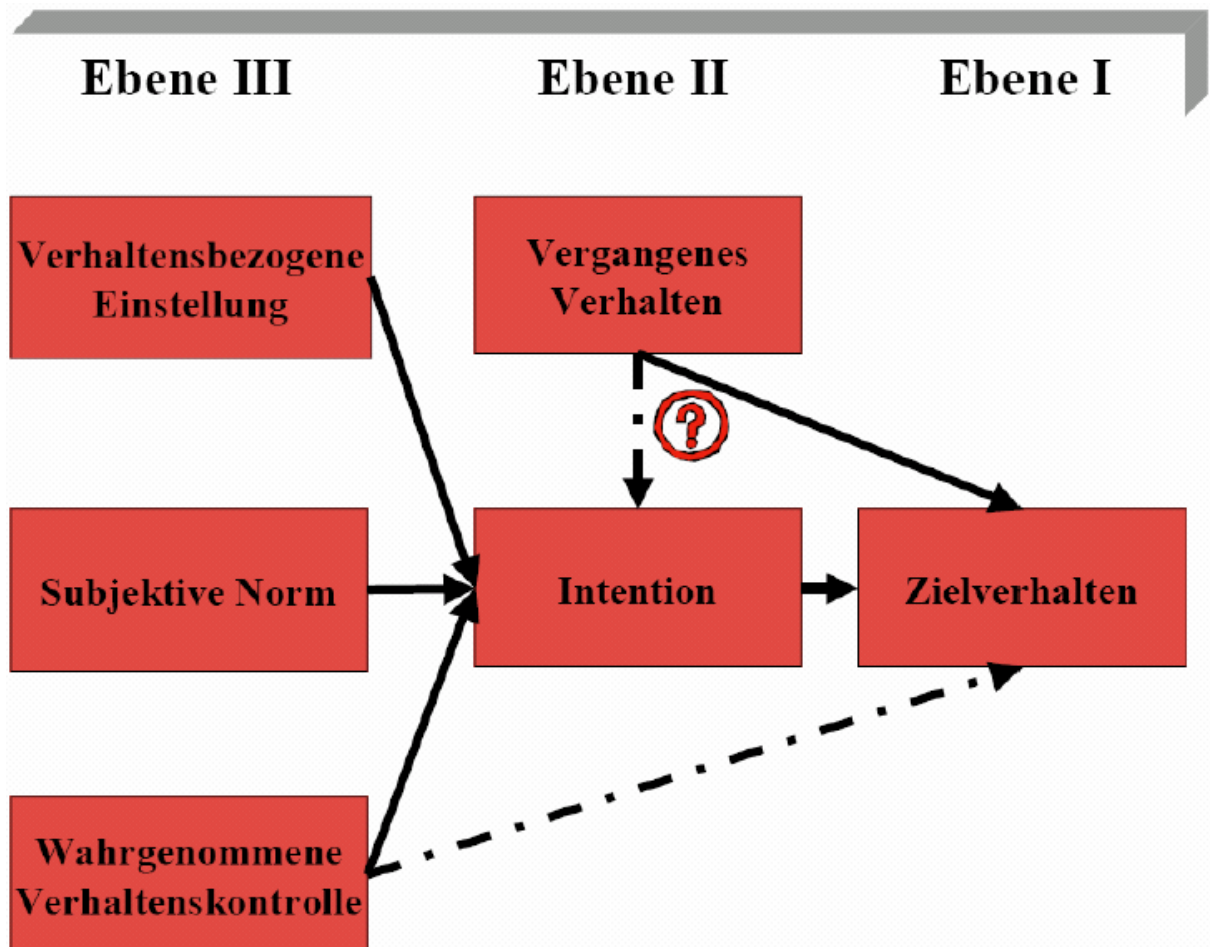 Ebene III
Ebene II
Ebene I
Verhaltensbezogene
Einstellung
Vergangenes
Verhalten
?
Subjektive Norm
Intention
Zielverhalten
Wahrgenommene
Verhaltenskontrolle